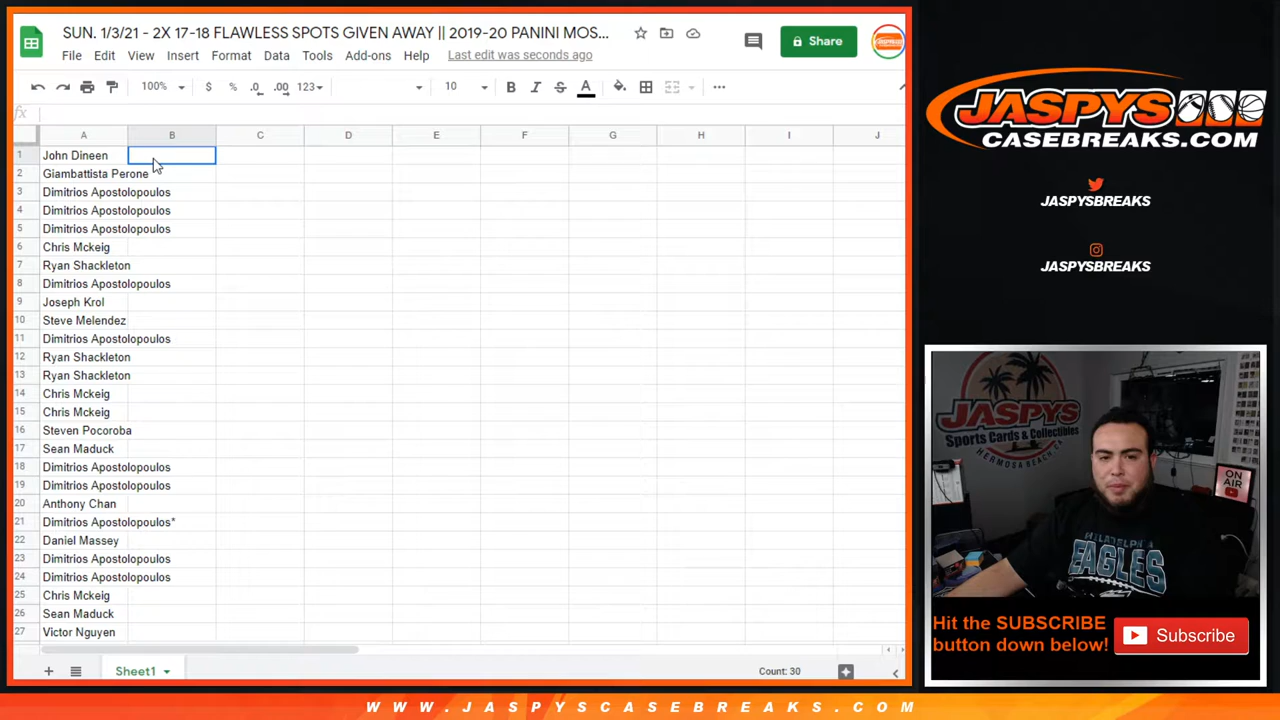 SUN. 1/3/21 - 2X 17-18 FLAWLESS SPOTS GIVEN AWAY || 2019-20 PANINI MOS...
Share
File Edit View Insert Format Data Tools Add-ons Help Last edit was seconds ago
100% $ % .0 .00 123 10 B I S A
fx
A B C D E F G H I J
1 John Dineen
2 Giambattista Perone
3 Dimitrios Apostolopoulos
4 Dimitrios Apostolopoulos
5 Dimitrios Apostolopoulos
6 Chris Mckeig
7 Ryan Shackleton
8 Dimitrios Apostolopoulos
9 Joseph Krol
10 Steve Melendez
11 Dimitrios Apostolopoulos
12 Ryan Shackleton
13 Ryan Shackleton
14 Chris Mckeig
15 Chris Mckeig
16 Steven Pocoroba
17 Sean Maduck
18 Dimitrios Apostolopoulos
19 Dimitrios Apostolopoulos
20 Anthony Chan
21 Dimitrios Apostolopoulos*
22 Daniel Massey
23 Dimitrios Apostolopoulos
24 Dimitrios Apostolopoulos
25 Chris Mckeig
26 Sean Maduck
27 Victor Nguyen
Sheet1
Count: 30
JASPYS
CASEBREAKS.COM
JASPYSBREAKS
JASPYSBREAKS
JASPYS
Sports Cards & Collectibles
HERMOSA BEACH, CA
ON
AIR
PHILADELPHIA
EAGLES
Hit the SUBSCRIBE
button down below!
Subscribe
WWW.JASPYSCASEBREAKS.COM